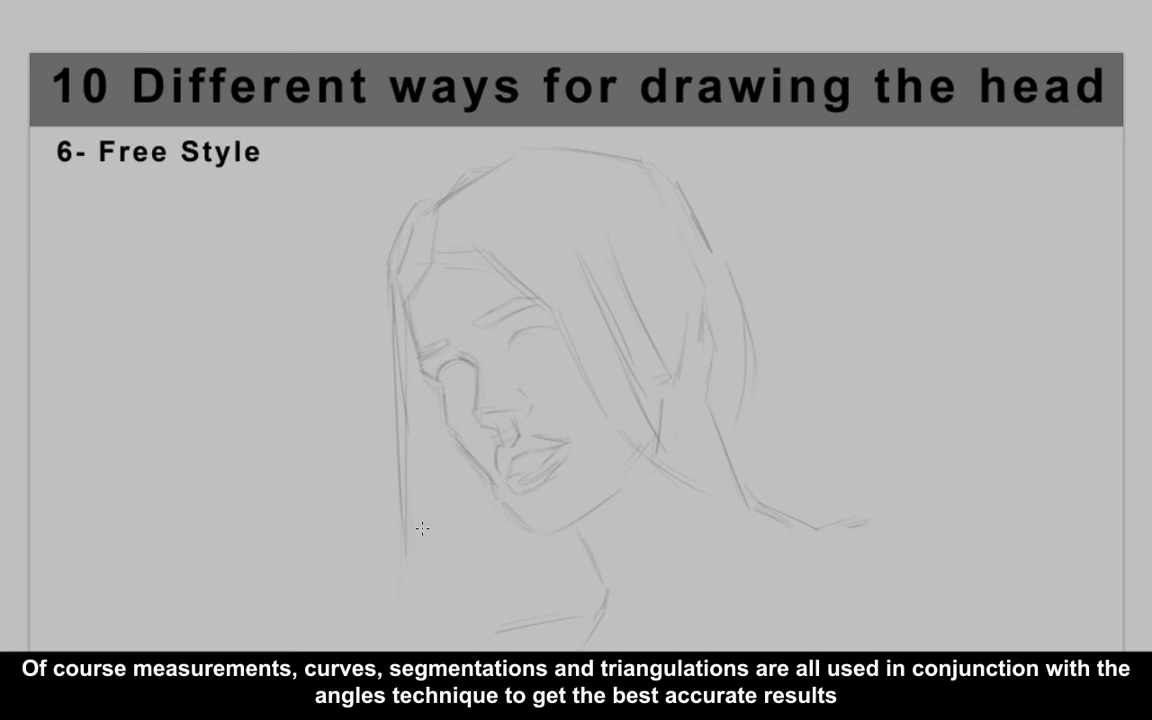 10 Different ways for drawing the head
6- Free Style
Of course measurements, curves, segmentations and triangulations are all used in conjunction with the
angles technique to get the best accurate results